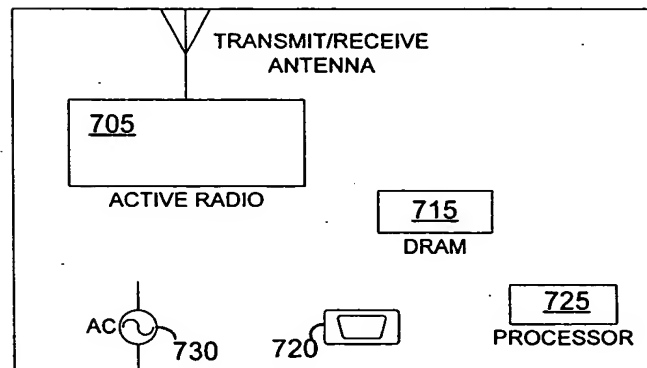 TRANSMIT/RECEIVE
ANTENNA
705
ACTIVE RADIO
715
DRAM
725
PROCESSOR
AC
730
720